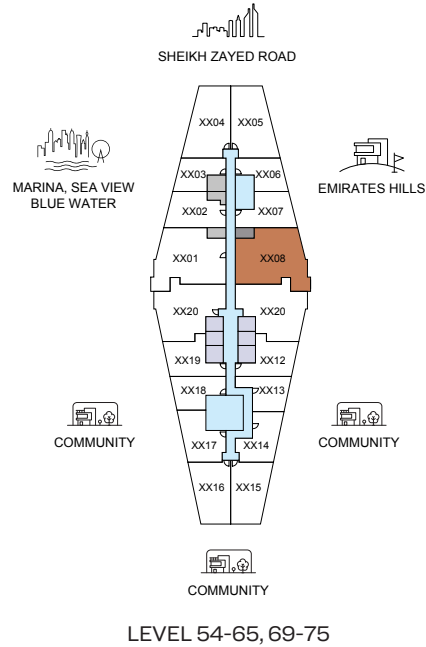 SHEIKH ZAYED ROAD
XX04 XX05
MARINA, SEA VIEW
BLUE WATER
EMIRATES HILLS
XX03 XX06
XX02 XX07
XX01 XX08
XX20 XX20
XX19 XX12
XX18 XX13
COMMUNITY
COMMUNITY
XX17 XX14
XX16 XX15
COMMUNITY
LEVEL 54-65, 69-75